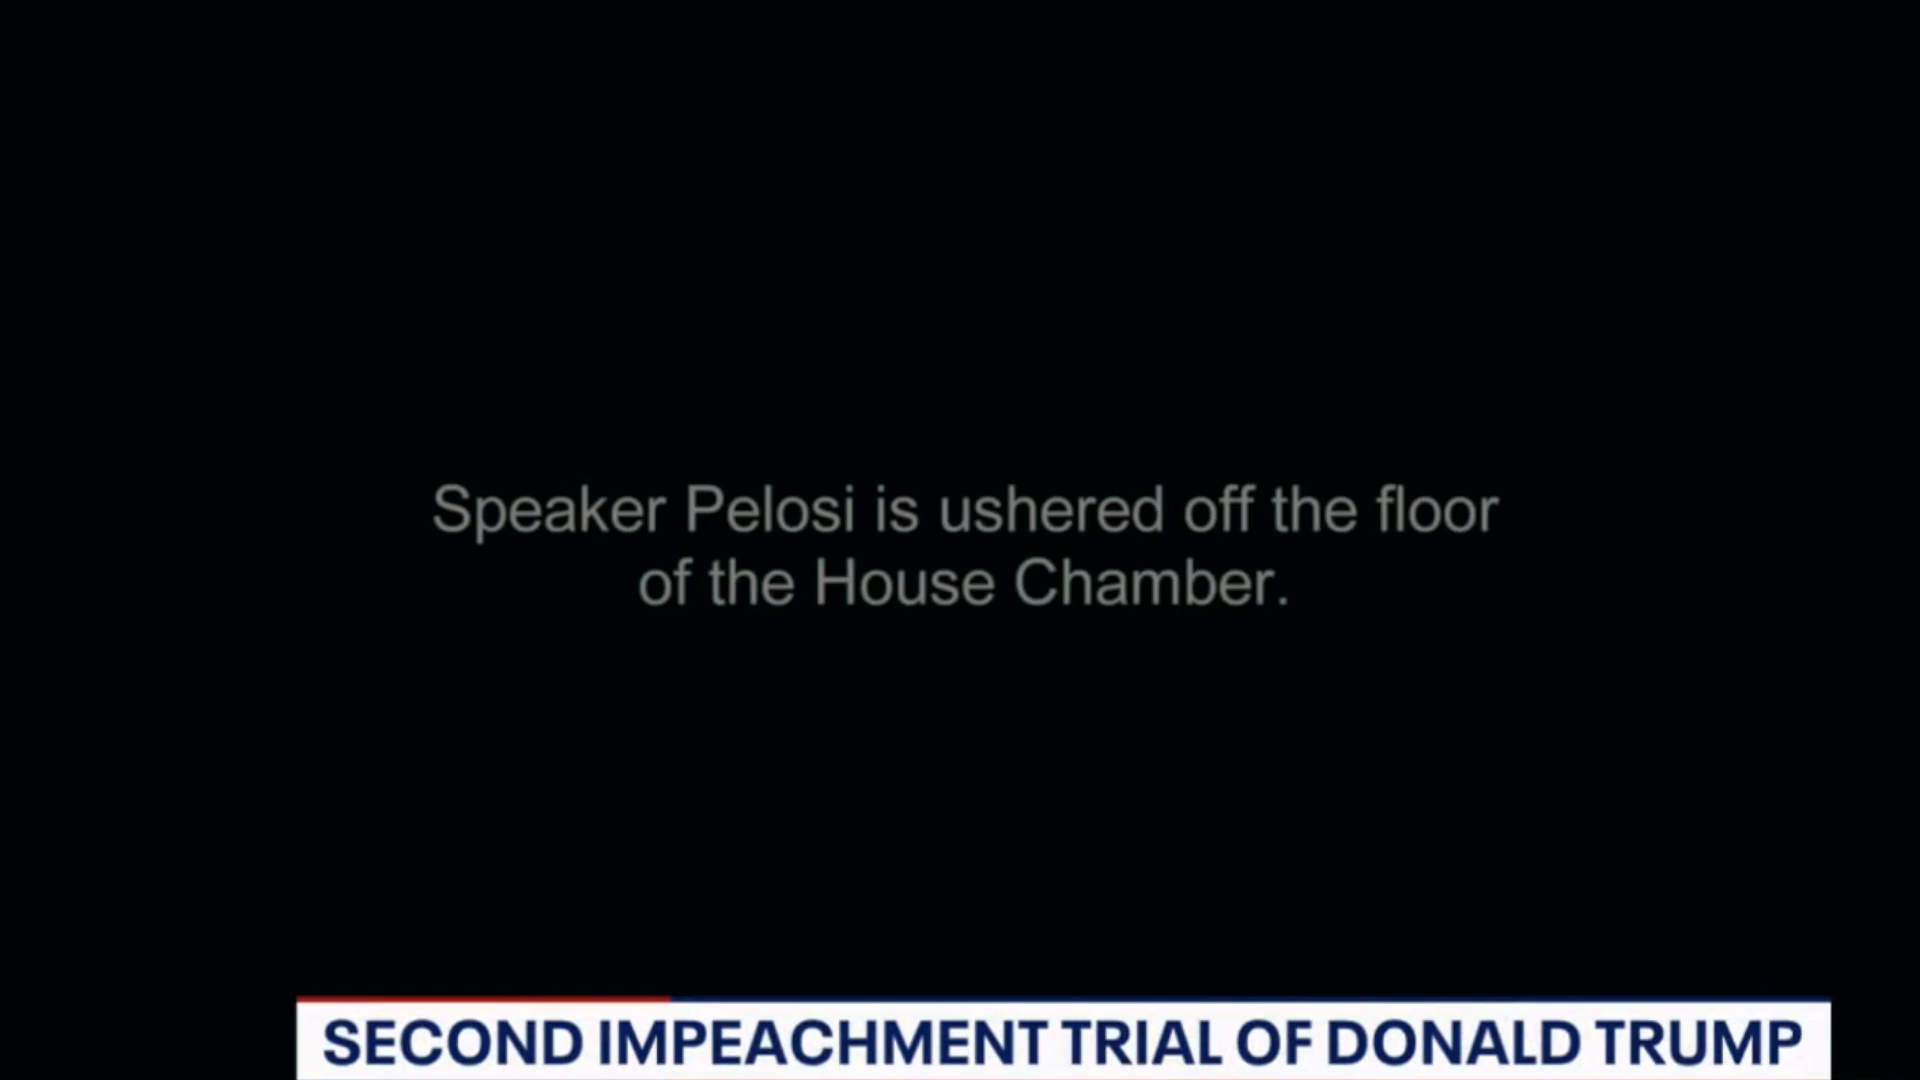 Speaker Pelosi is ushered off the floor
of the House Chamber.
SECOND IMPEACHMENT TRIAL OF DONALD TRUMP